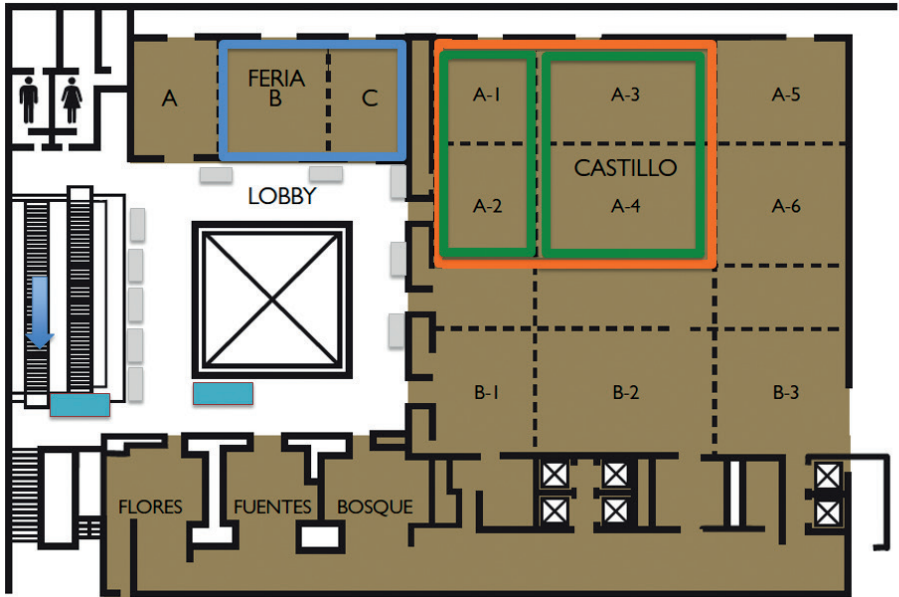 A
FERIA
B
C
A-1
A-3
A-5
LOBBY
CASTILLO
A-2
A-4
A-6
B-1
B-2
B-3
FLORES
FUENTES
BOSQUE